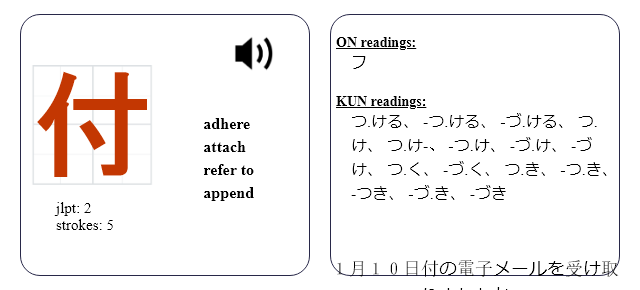 付
adhere
attach
refer to
append
jlpt: 2
strokes: 5
ON readings:
フ
KUN readings:
つ.ける、 -つ.ける、 -づ.ける、 つ.
け、 つ.け-、 -つ.け、 -づ.け、 -づ
け、 つ.く、 -づ.く、 つ.き、 -つ.き、
-つき、 -づ.き、 -づき
１月１０日付の電子メールを受け取